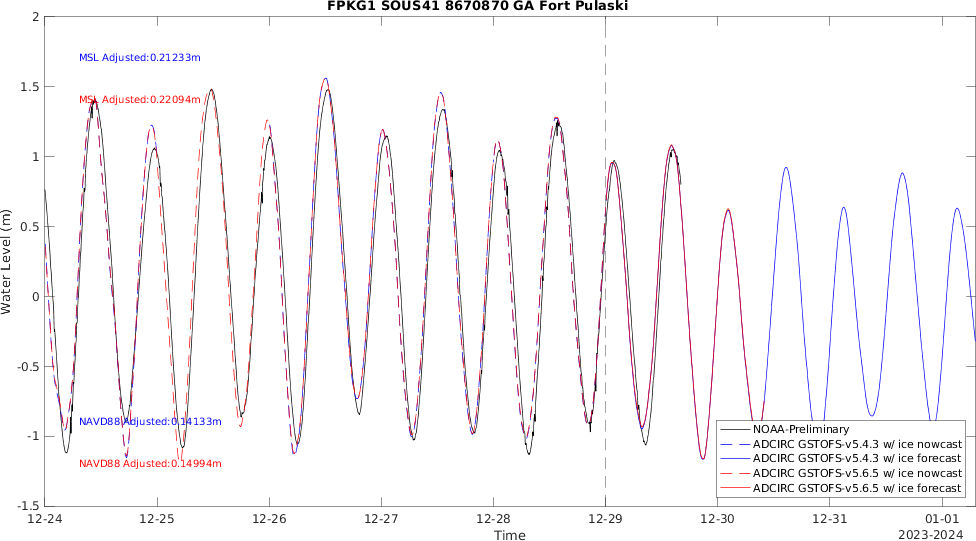 FPKG1 SOUS41 8670870 GA Fort Pulaski
Water Level (m)
2
1.5
1
0.5
0
-0.5
-1
-1.5
MSL Adjusted:0.21233m
MSL Adjusted:0.22094m
NAVD88 Adjusted:0.14133m
NAVD88 Adjusted:0.14994m
NOAA-Preliminary
ADCIRC GSTOFS-v5.4.3 w/ ice nowcast
ADCIRC GSTOFS-v5.4.3 w/ ice forecast
ADCIRC GSTOFS-v5.6.5 w/ ice nowcast
ADCIRC GSTOFS-v5.6.5 w/ ice forecast
12-24 12-25 12-26 12-27 12-28 12-29 12-30 12-31 01-01
Time
2023-2024